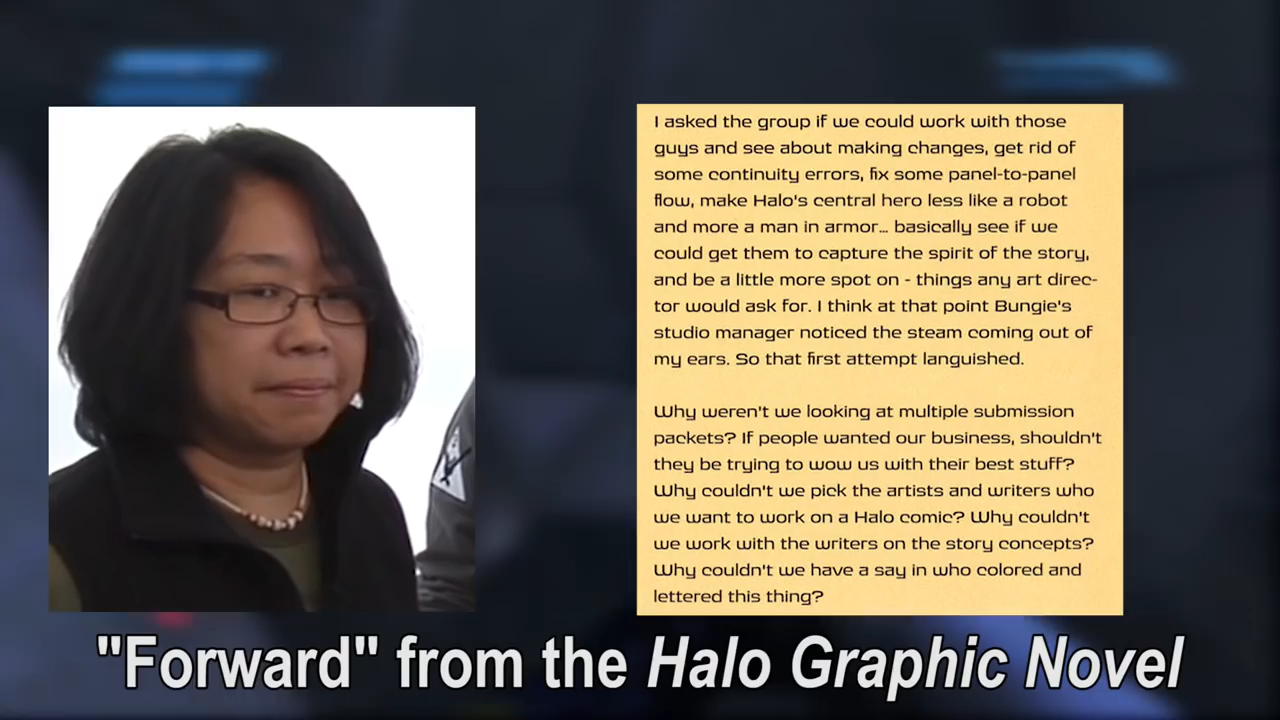 I asked the group if we could work with those
guys and see about making changes, get rid of
some continuity errors, fix some panel-to-panel
flow, make Halo's central hero less like a robot
and more a man in armor... basically see if we
could get them to capture the spirit of the story,
and be a little more spot on - things any art direc-
tor would ask for. I think at that point Bungie's
studio manager noticed the steam coming out of
my ears. So that first attempt languished.
Why weren't we looking at multiple submission
packets? If people wanted our business, shouldn't
they be trying to wow us with their best stuff?
Why couldn't we pick the artists and writers who
we want to work on a Halo comic? Why couldn't
we work with the writers on the story concepts?
Why couldn't we have a say in who colored and
lettered this thing?
"Forward" from the Halo Graphic Novel